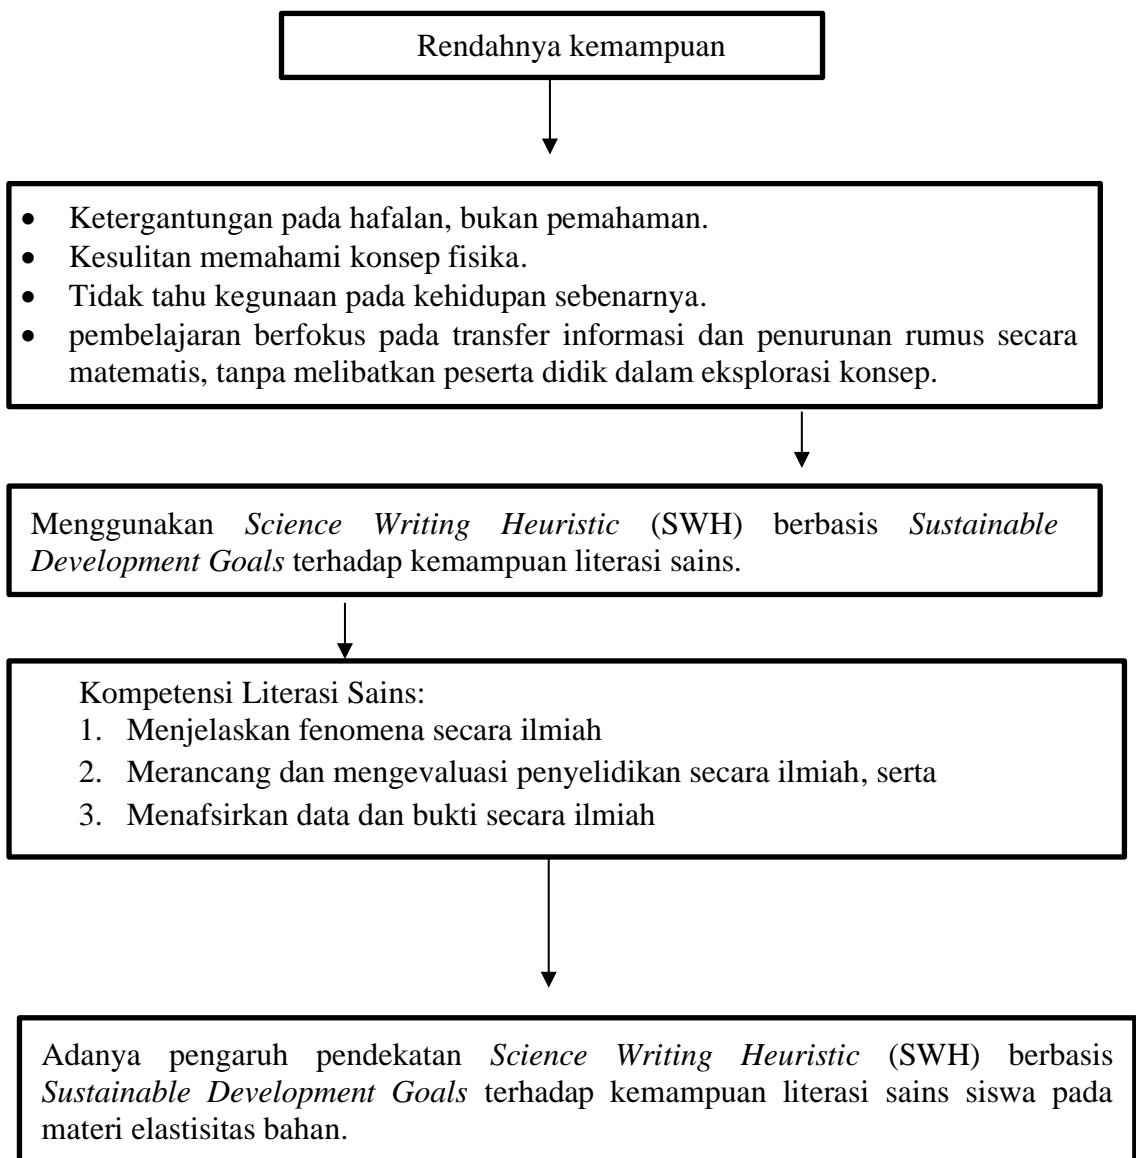 Rendahnya kemampuan
• Ketergantungan pada hafalan, bukan pemahaman.
• Kesulitan memahami konsep fisika.
• Tidak tahu kegunaan pada kehidupan sebenarnya.
• pembelajaran berfokus pada transfer informasi dan penurunan rumus secara
matematis, tanpa melibatkan peserta didik dalam eksplorasi konsep.
Menggunakan Science Writing Heuristic (SWH) berbasis Sustainable
Development Goals terhadap kemampuan literasi sains.
Kompetensi Literasi Sains:
1. Menjelaskan fenomena secara ilmiah
2. Merancang dan mengevaluasi penyelidikan secara ilmiah, serta
3. Menafsirkan data dan bukti secara ilmiah
Adanya pengaruh pendekatan Science Writing Heuristic (SWH) berbasis
Sustainable Development Goals terhadap kemampuan literasi sains siswa pada
materi elastisitas bahan.